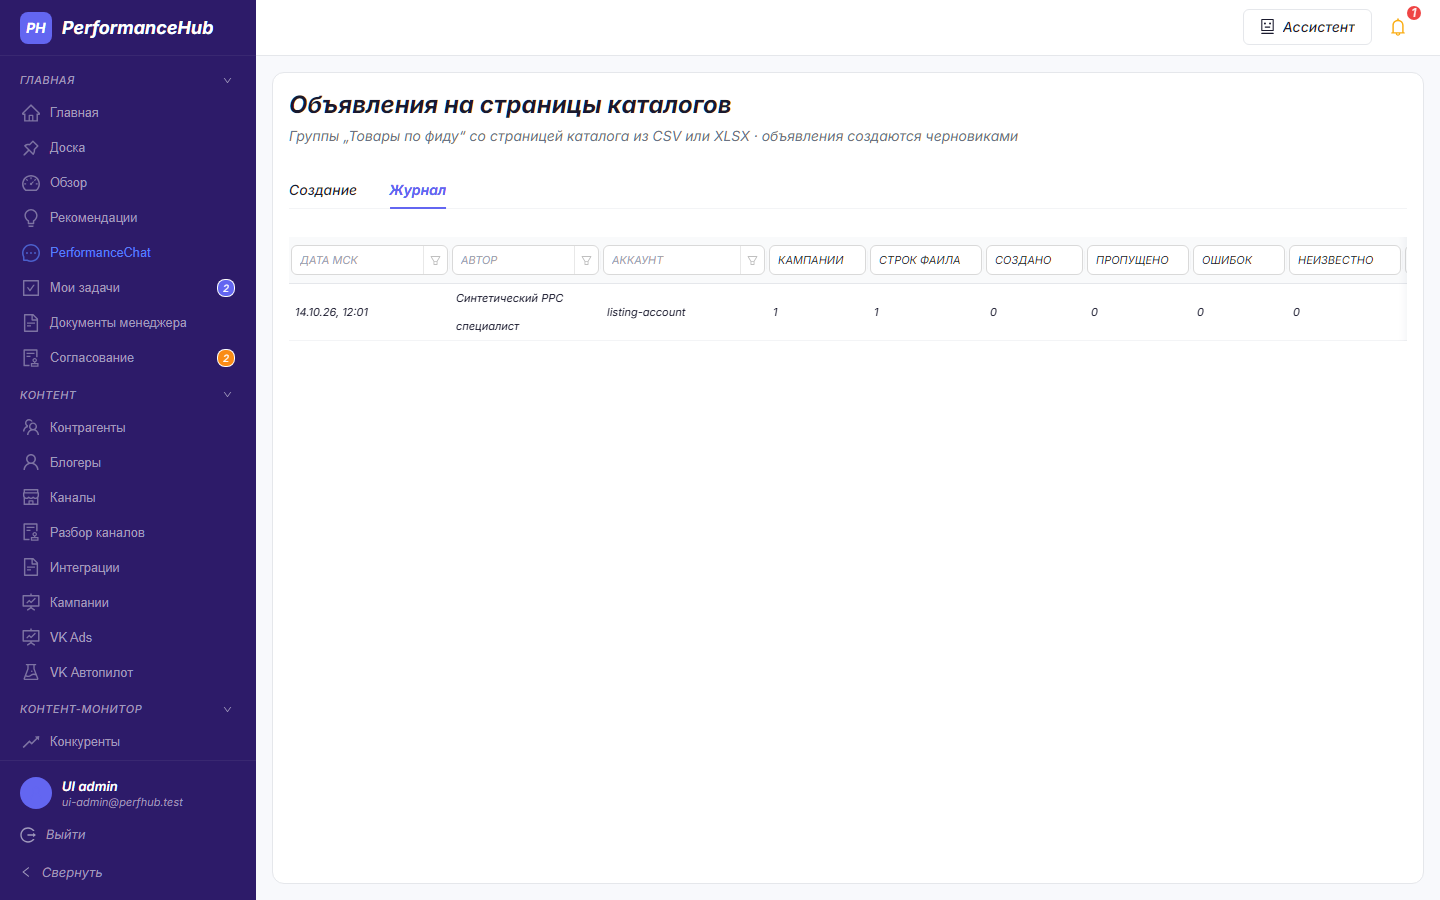 PH PerformanceHub
Ассистент
1
ГЛАВНАЯ
Главная
Доска
Обзор
Рекомендации
PerformanceChat
Мои задачи 2
Документы менеджера
Согласование 2
КОНТЕНТ
Контрагенты
Блогеры
Каналы
Разбор каналов
Интеграции
Кампании
VK Ads
VK Автопилот
КОНТЕНТ-МОНИТОР
Конкуренты
UI admin
ui-admin@perfhub.test
Выйти
Свернуть
Объявления на страницы каталогов
Группы „Товары по фиду“ со страницей каталога из CSV или XLSX · объявления создаются черновиками
Создание Журнал
ДАТА МСК АВТОР АККАУНТ КАМПАНИИ СТРОК ФАЙЛА СОЗДАНО ПРОПУЩЕНО ОШИБОК НЕИЗВЕСТНО
14.10.26, 12:01 Синтетический PPC специалист listing-account 1 1 0 0 0 0